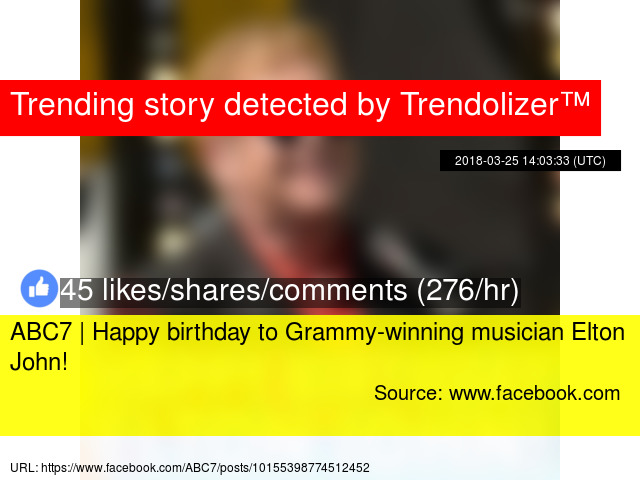 Trending story detected by Trendolizer™
2018-03-25 14:03:33 (UTC)
45 likes/shares/comments (276/hr)
ABC7 | Happy birthday to Grammy-winning musician Elton
John!
Source: www.facebook.com
URL: https://www.facebook.com/ABC7/posts/10155398774512452